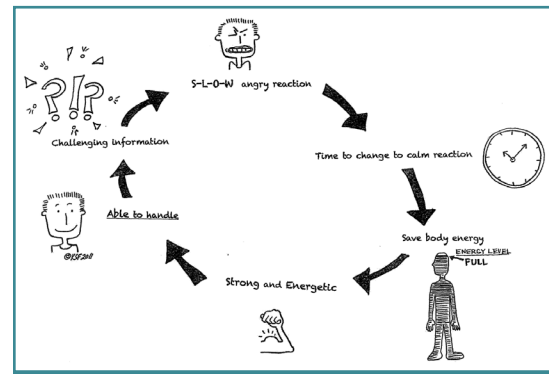 S-L-O-W angry reaction
Time to change to calm reaction
Save body energy
ENERGY LEVEL
FULL
Strong and Energetic
Able to handle
Challenging information
?!?